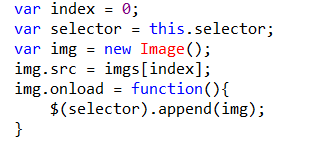 var index = 0;
var selector = this.selector;
var img = new Image();
img.src = imgs[index];
img.onload = function(){
    $(selector).append(img);
}